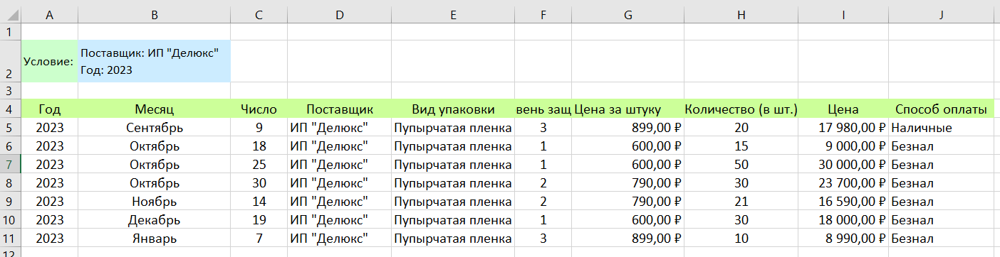 A B C D E F G H I J
1
Поставщик: ИП "Делюкс"
Условие:
Год: 2023
2
3
4 Год Месяц Число Поставщик Вид упаковки вень защ Цена за штуку Количество (в шт.) Цена Способ оплаты
5 2023 Сентябрь 9 ИП "Делюкс" Пупырчатая пленка 3 899,00 ₽ 20 17 980,00 ₽ Наличные
6 2023 Октябрь 18 ИП "Делюкс" Пупырчатая пленка 1 600,00 ₽ 15 9 000,00 ₽ Безнал
7 2023 Октябрь 25 ИП "Делюкс" Пупырчатая пленка 1 600,00 ₽ 50 30 000,00 ₽ Безнал
8 2023 Октябрь 30 ИП "Делюкс" Пупырчатая пленка 2 790,00 ₽ 30 23 700,00 ₽ Безнал
9 2023 Ноябрь 14 ИП "Делюкс" Пупырчатая пленка 2 790,00 ₽ 21 16 590,00 ₽ Безнал
10 2023 Декабрь 19 ИП "Делюкс" Пупырчатая пленка 1 600,00 ₽ 30 18 000,00 ₽ Безнал
11 2023 Январь 7 ИП "Делюкс" Пупырчатая пленка 3 899,00 ₽ 10 8 990,00 ₽ Безнал
12